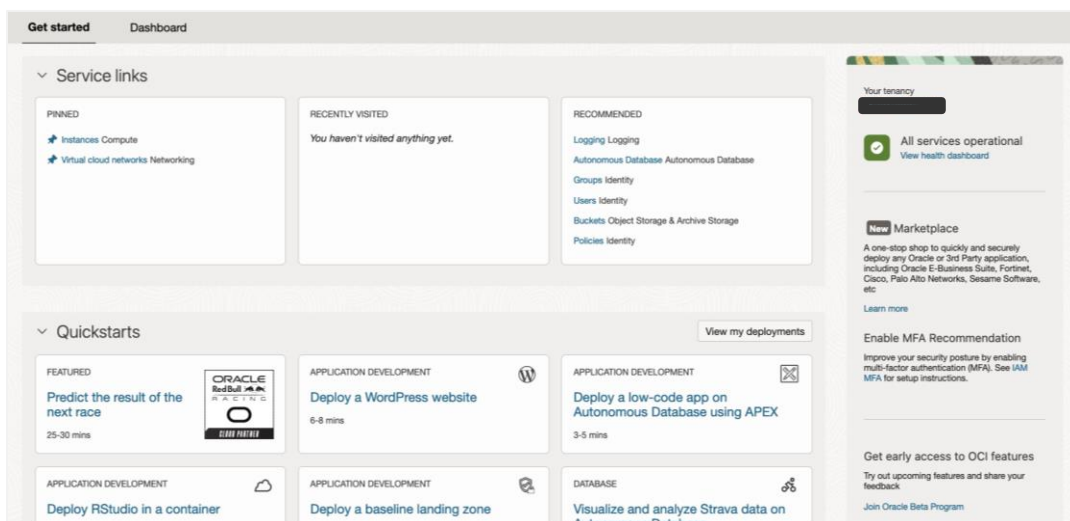 Get started
Dashboard
Service links
PINNED
Instances Compute
Virtual cloud networks Networking
RECENTLY VISITED
You haven't visited anything yet.
RECOMMENDED
Logging Logging
Autonomous Database Autonomous Database
Groups Identity
Users Identity
Buckets Object Storage & Archive Storage
Policies Identity
Quickstarts
View my deployments
FEATURED
Predict the result of the
next race
25-30 mins
ORACLE
Red Bull
RACING
CLOUD PARTNER
APPLICATION DEVELOPMENT
Deploy a WordPress website
6-8 mins
APPLICATION DEVELOPMENT
Deploy a low-code app on
Autonomous Database using APEX
3-5 mins
APPLICATION DEVELOPMENT
Deploy RStudio in a container
APPLICATION DEVELOPMENT
Deploy a baseline landing zone
DATABASE
Visualize and analyze Strava data on
Your tenancy
All services operational
View health dashboard
New Marketplace
A one-stop shop to quickly and securely
deploy any Oracle or 3rd Party application,
including Oracle E-Business Suite, Fortinet,
Cisco, Palo Alto Networks, Sesame Software,
etc
Learn more
Enable MFA Recommendation
Improve your security posture by enabling
multi-factor authentication (MFA). See IAM
MFA for setup instructions.
Get early access to OCI features
Try out upcoming features and share your
feedback
Join Oracle Beta Program